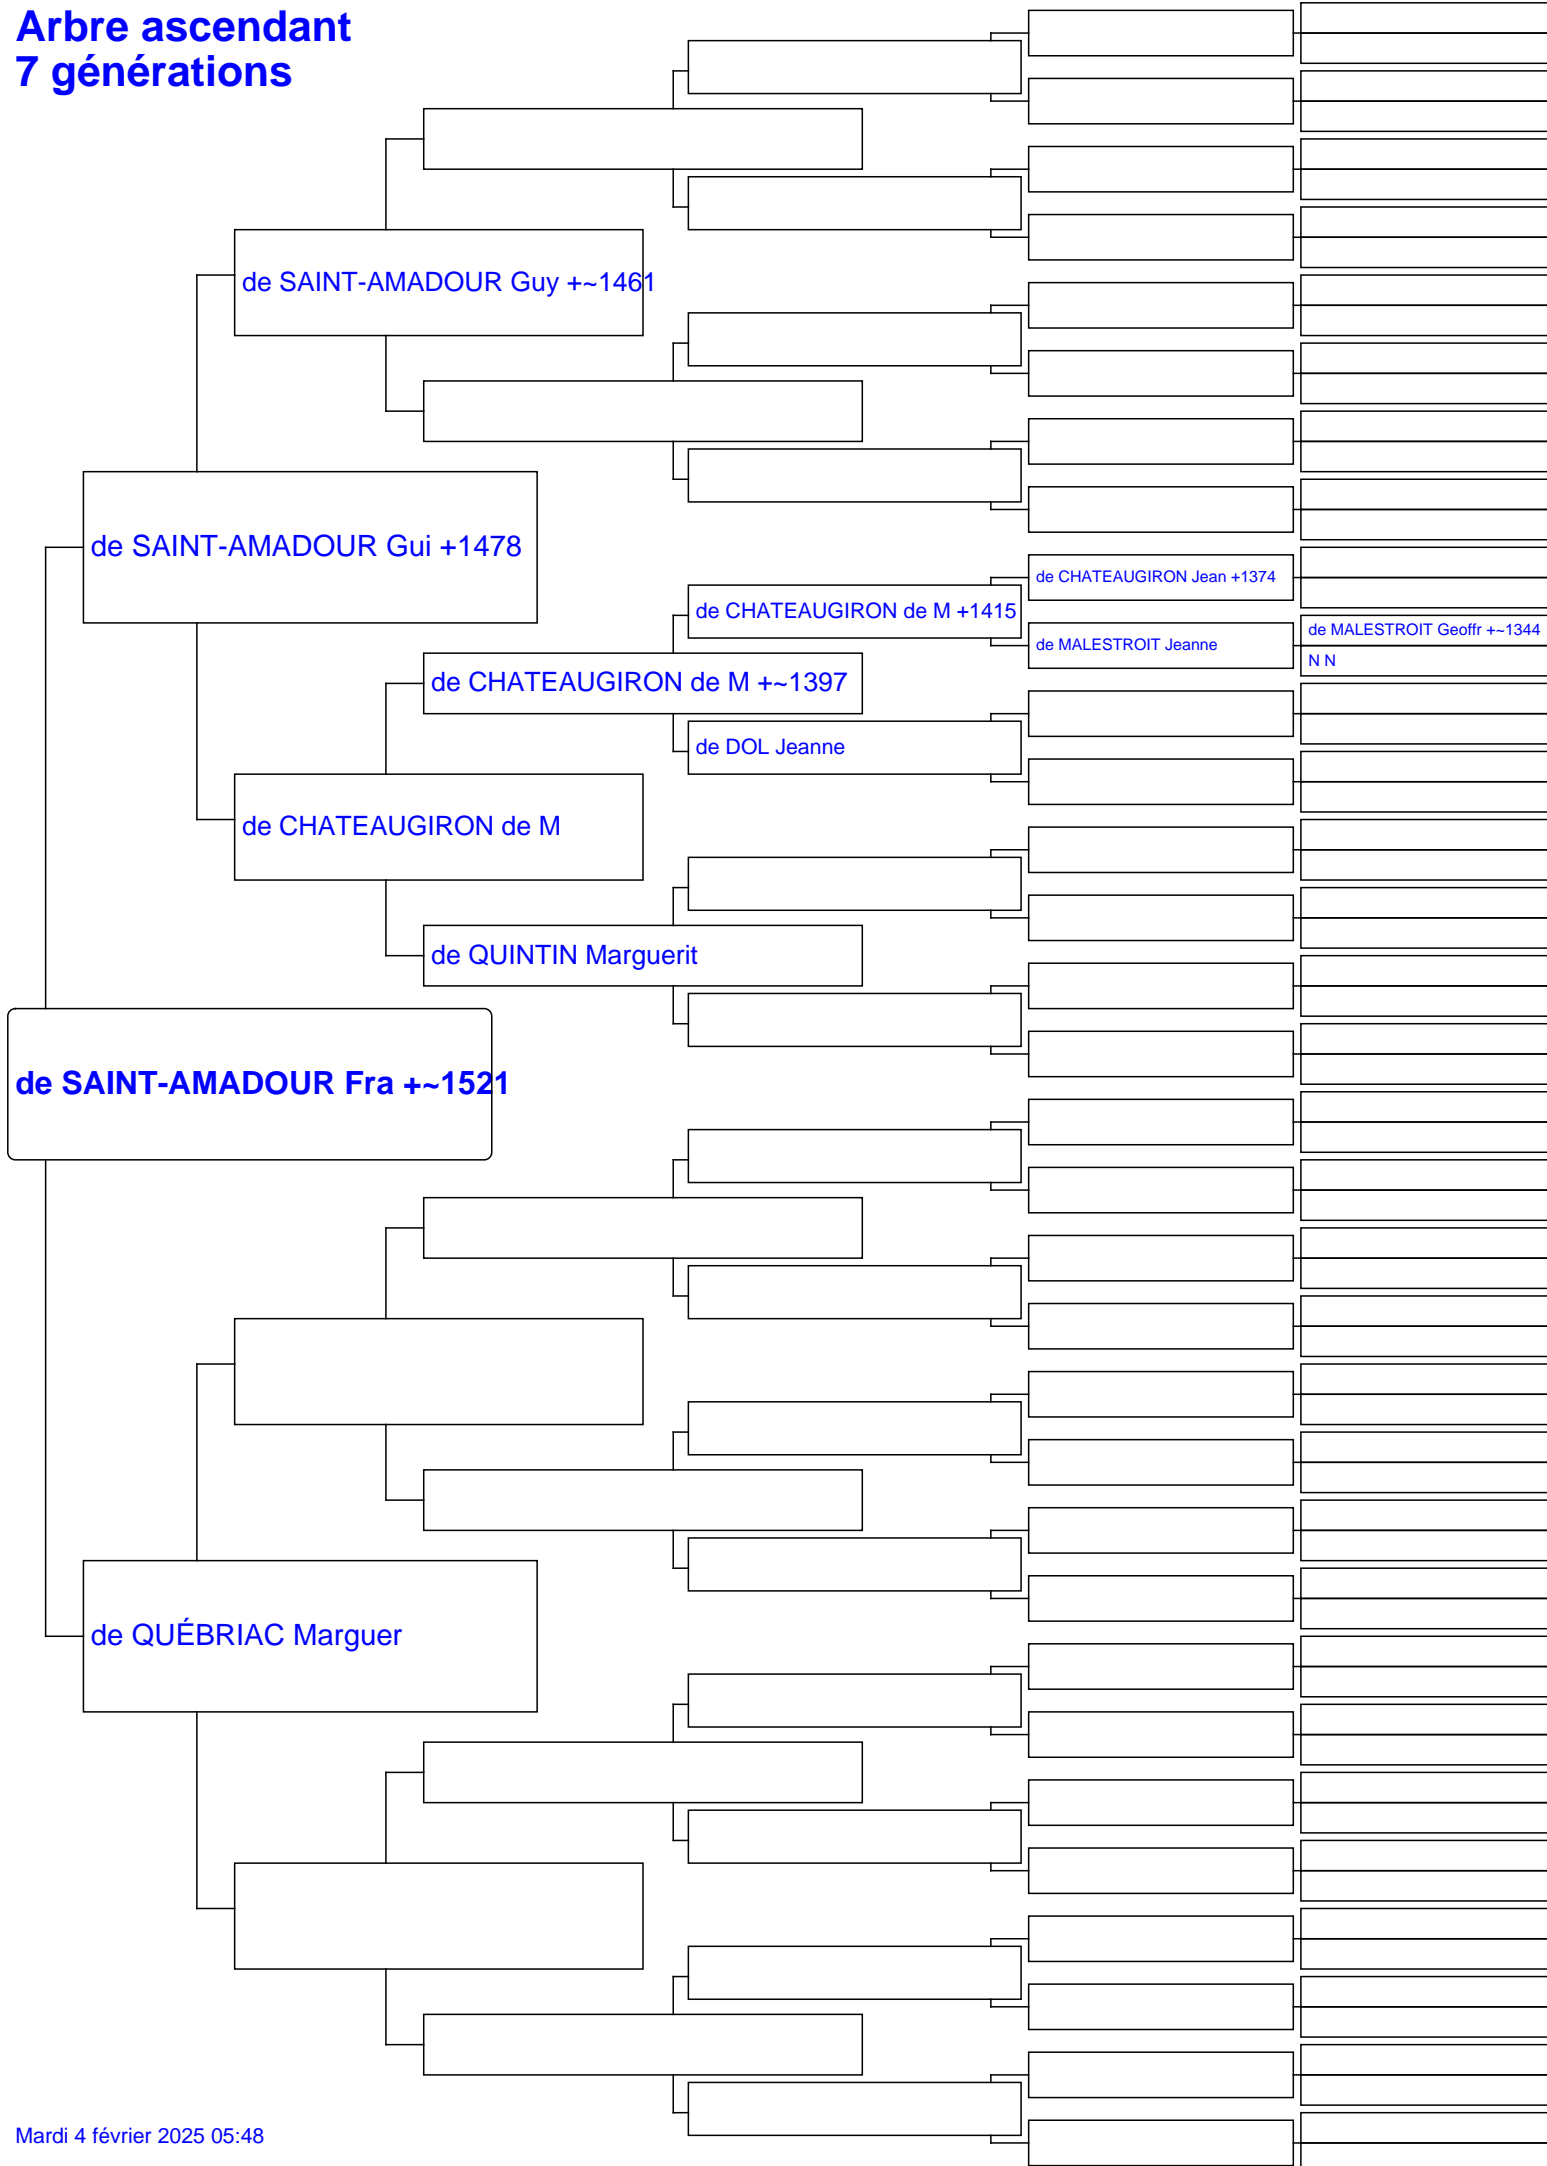 Arbre ascendant
7 générations
de SAINT-AMADOUR Guy +~1461
de SAINT-AMADOUR Gui +1478
de CHATEAUGIRON Jean +1374
de CHATEAUGIRON de M +1415
de MALESTROIT Geoffr +~1344
de MALESTROIT Jeanne
N N
de CHATEAUGIRON de M +~1397
de DOL Jeanne
de CHATEAUGIRON de M
de QUINTIN Marguerit
de SAINT-AMADOUR Fra +~1521
de QUÉBRIAC Marguer
Mardi 4 février 2025 05:48